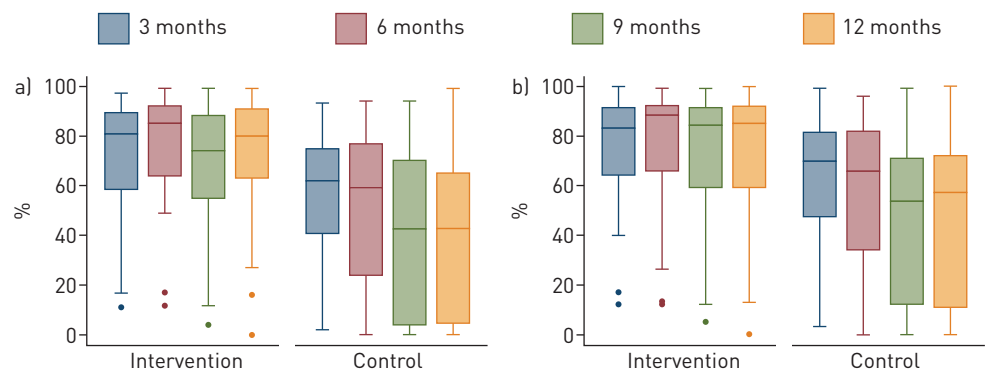 3 months 6 months 9 months 12 months
a) 100 80 60 40 20 0
%
Intervention Control
b) 100 80 60 40 20 0
%
Intervention Control